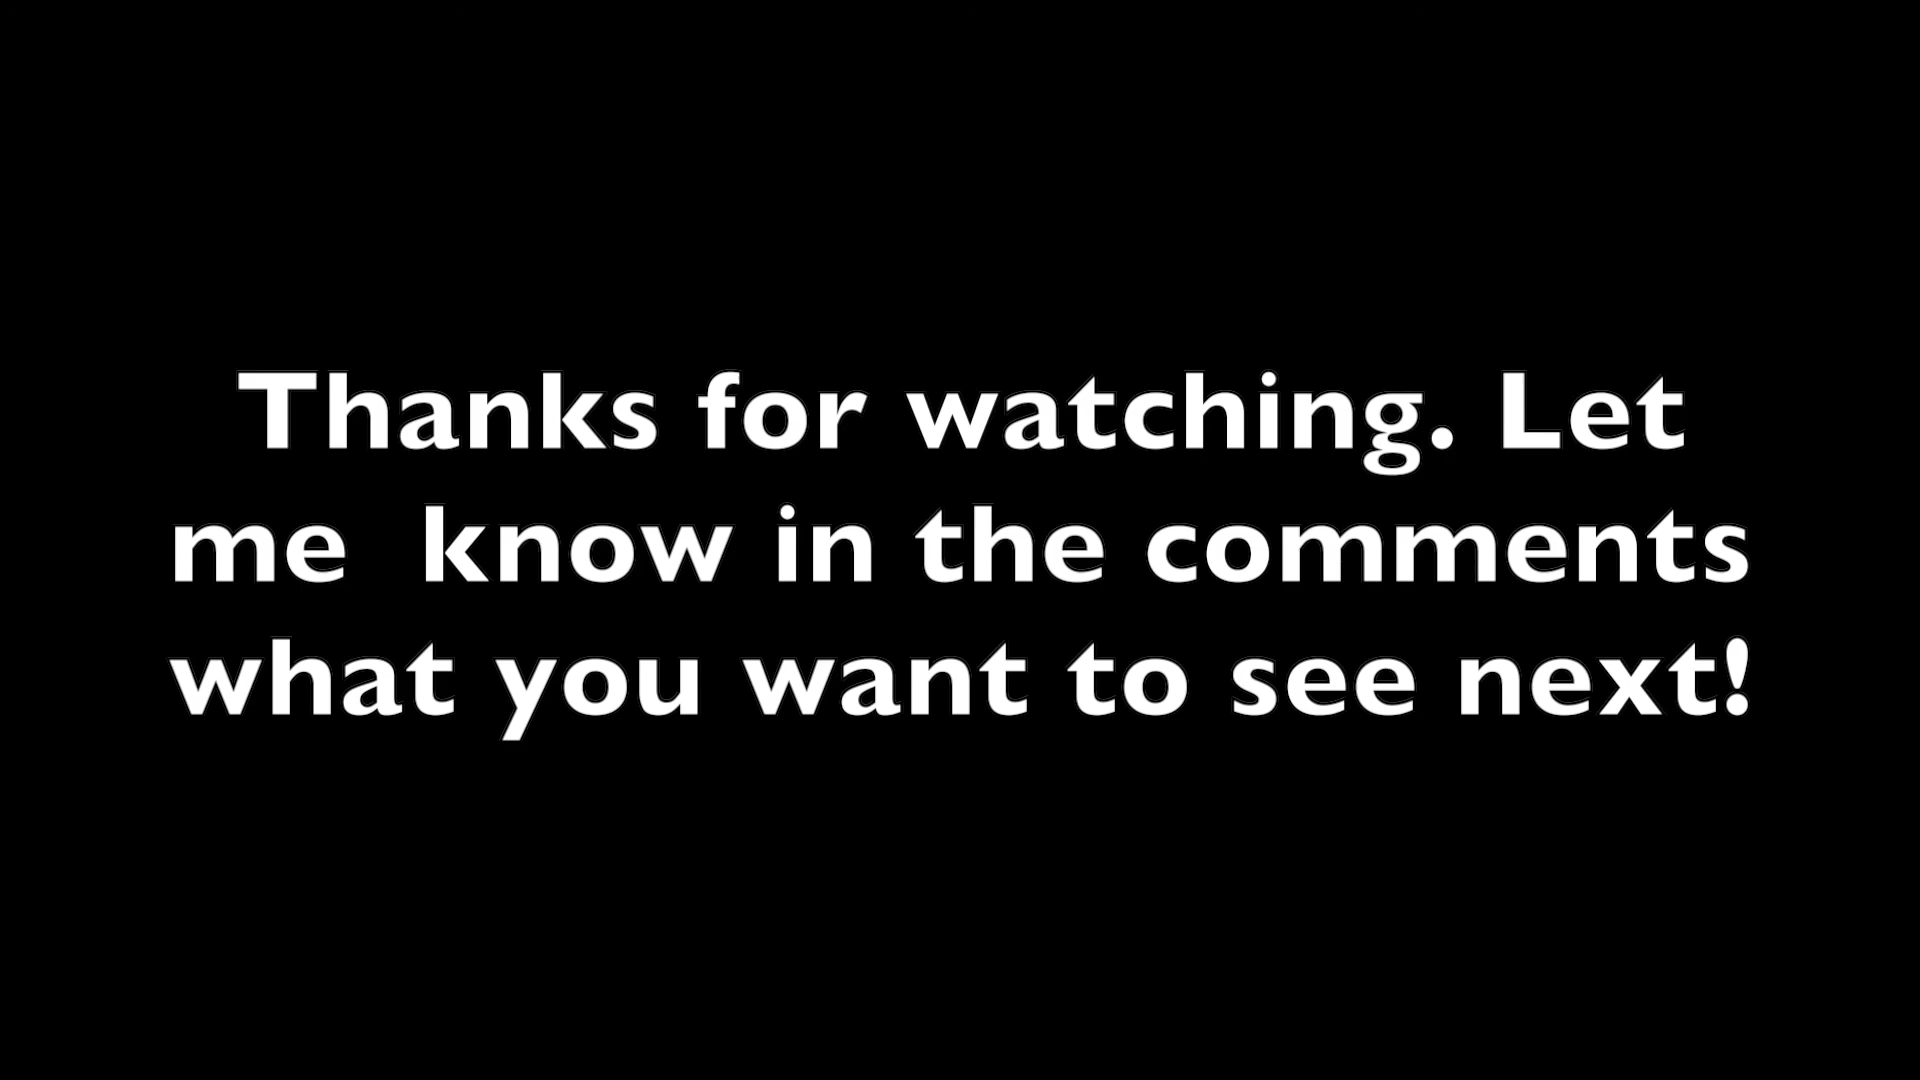 Thanks for watching. Let
me  know in the comments
what you want to see next!